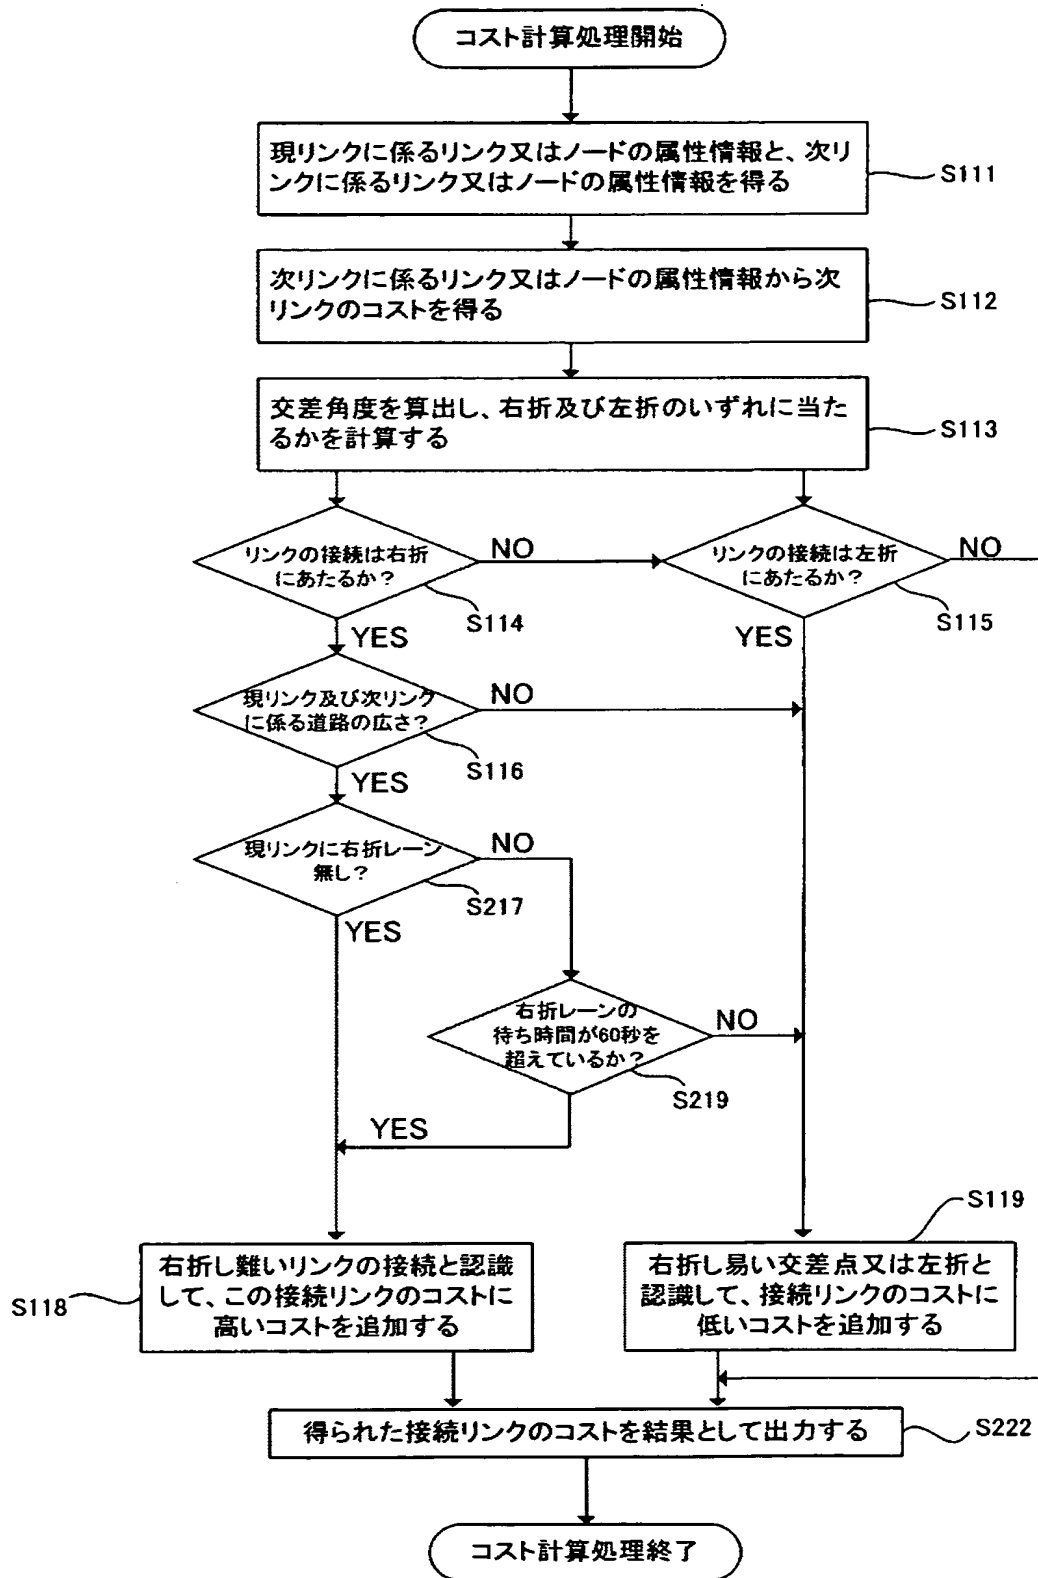 コスト計算処理開始
現リンクに係るリンク又はノードの属性情報と、次リ
ンクに係るリンク又はノードの属性情報を得る
S111
次リンクに係るリンク又はノードの属性情報から次
リンクのコストを得る
S112
交差角度を算出し、右折及び左折のいずれに当た
るかを計算する
S113
リンクの接続は右折
にあたるか？
NO
S114
YES
リンクの接続は左折
にあたるか？
NO
S115
YES
現リンク及び次リンク
に係る道路の広さ？
NO
S116
YES
現リンクに右折レーン
無し？
NO
S217
YES
右折レーンの
待ち時間が60秒を
超えているか？
NO
S219
YES
S119
右折し難いリンクの接続と認識
して、この接続リンクのコストに
高いコストを追加する
S118
右折し易い交差点又は左折と
認識して、接続リンクのコストに
低いコストを追加する
得られた接続リンクのコストを結果として出力する
S222
コスト計算処理終了